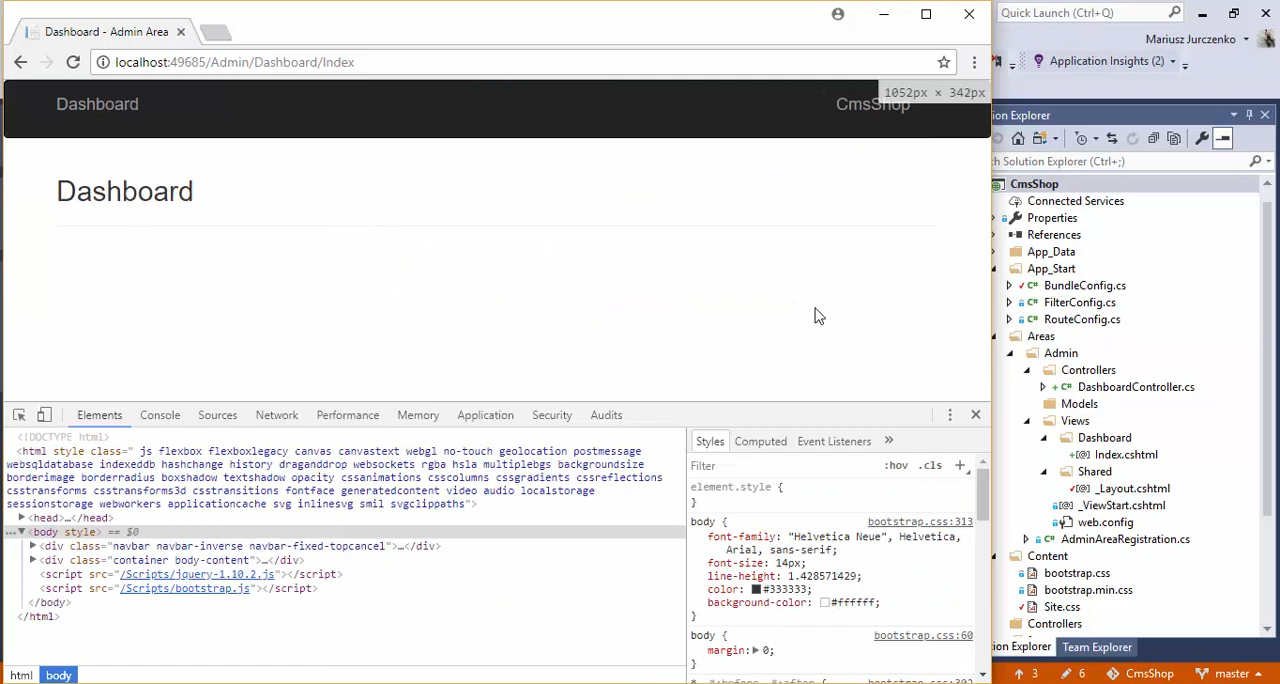 Dashboard - Admin Area
localhost:49685/Admin/Dashboard/Index
1052px × 342px
Dashboard
CmsShop
Dashboard
Elements Console Sources Network Performance Memory Application Security Audits
<!DOCTYPE html>
<html style class=" js flexbox flexboxlegacy canvas canvastext webgl no-touch geolocation postmessage
websqldatabase indexeddb hashchange history draganddrop websockets rgba hsla multiplebgs backgroundsize
borderimage borderradius boxshadow textshadow opacity cssanimations csscolumns cssgradients cssreflections
csstransforms csstransforms3d csstransitions fontface generatedcontent video audio localstorage
sessionstorage webworkers applicationcache svg inlinesvg smil svgclippaths">
<head>…</head>
<body style> == $0
<div class="navbar navbar-inverse navbar-fixed-topcancel">…</div>
<div class="container body-content">…</div>
<script src="/Scripts/jquery-1.10.2.js"></script>
<script src="/Scripts/bootstrap.js"></script>
</body>
</html>
html body
Styles Computed Event Listeners »
Filter :hov .cls +
element.style {
}
body { bootstrap.css:313
font-family: "Helvetica Neue", Helvetica,
Arial, sans-serif;
font-size: 14px;
line-height: 1.428571429;
color: #333333;
background-color: #ffffff;
}
body { bootstrap.css:60
margin: 0;
}
Quick Launch (Ctrl+Q)
Mariusz Jurczenko
Application Insights (2)
on Explorer
ch Solution Explorer (Ctrl+;)
CmsShop
Connected Services
Properties
References
App_Data
App_Start
C# BundleConfig.cs
C# FilterConfig.cs
C# RouteConfig.cs
Areas
Admin
Controllers
C# DashboardController.cs
Models
Views
Dashboard
Index.cshtml
Shared
_Layout.cshtml
_ViewStart.cshtml
web.config
C# AdminAreaRegistration.cs
Content
bootstrap.css
bootstrap.min.css
Site.css
Controllers
on Explorer Team Explorer
3 6 CmsShop master